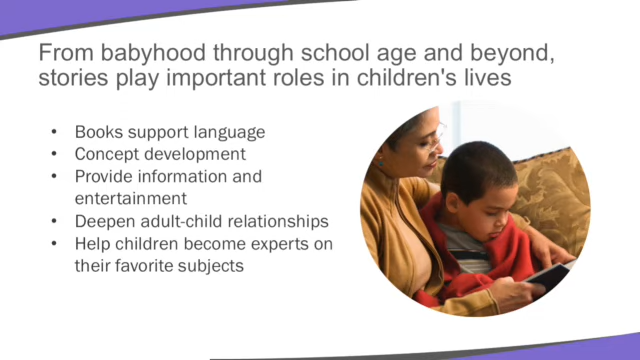 From babyhood through school age and beyond,
stories play important roles in children's lives
• Books support language
• Concept development
• Provide information and
entertainment
• Deepen adult-child relationships
• Help children become experts on
their favorite subjects